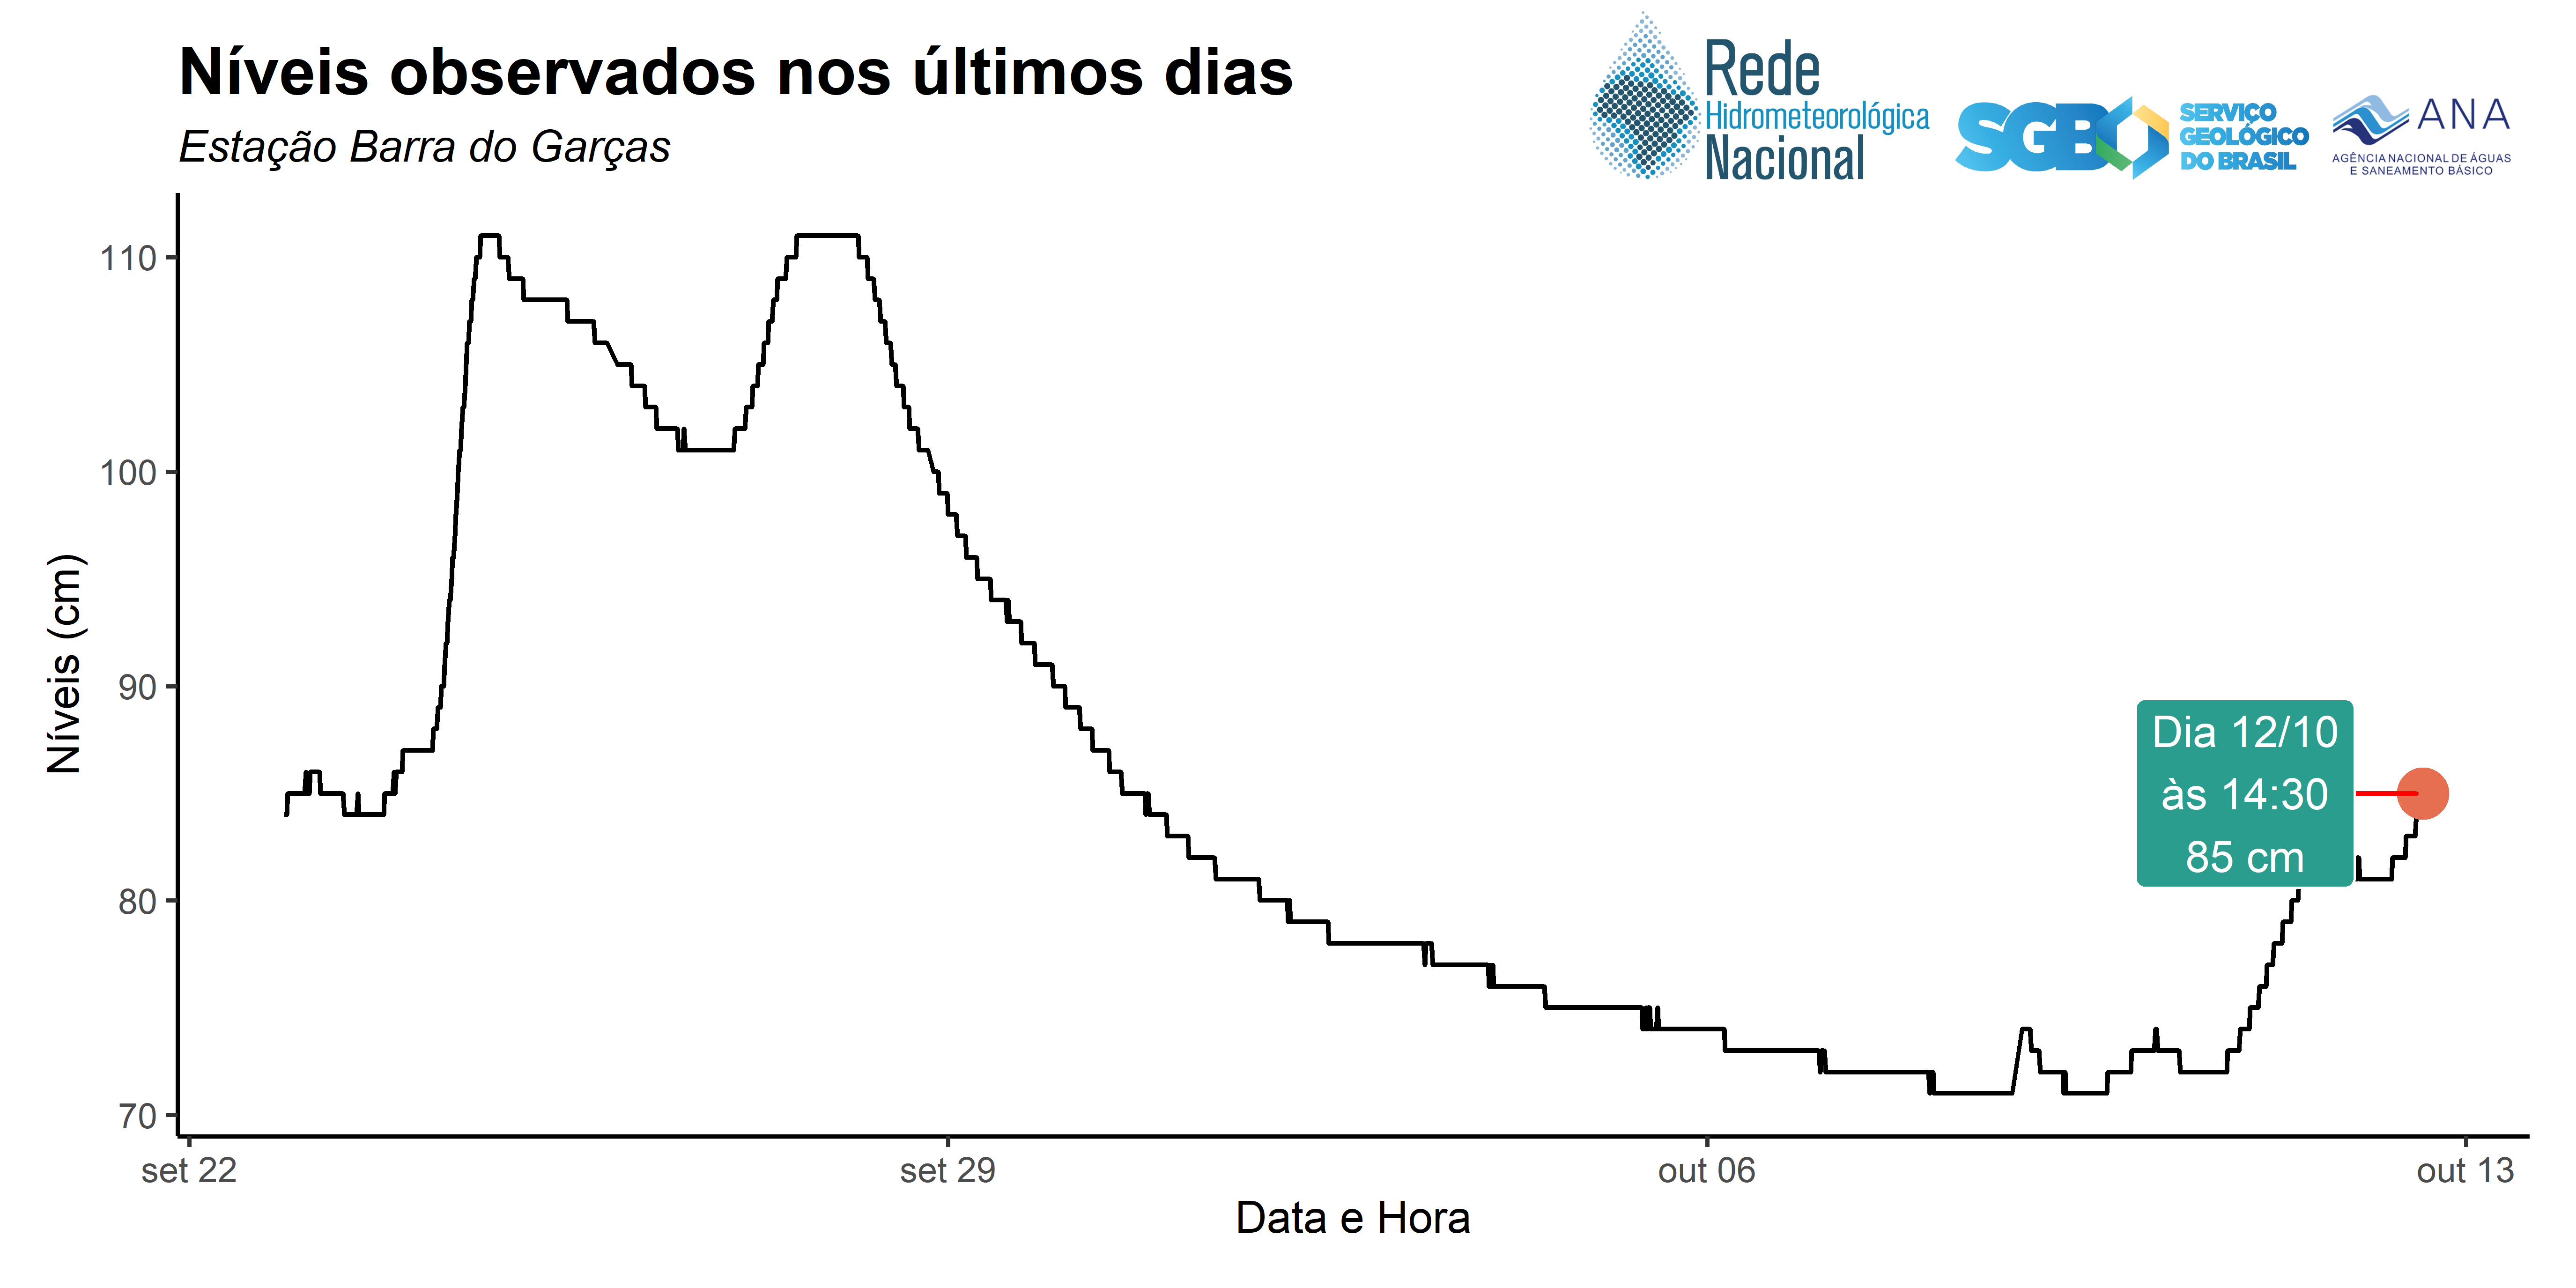 Níveis observados nos últimos dias
Estação Barra do Garças
Rede
Hidrometeorológica
Nacional
SGB
SERVIÇO
GEOLÓGICO
DO BRASIL
ANA
AGÊNCIA NACIONAL DE ÁGUAS
E SANEAMENTO BÁSICO
Níveis (cm)
110
100
90
80
70
Dia 12/10
às 14:30
85 cm
set 22
set 29
out 06
out 13
Data e Hora